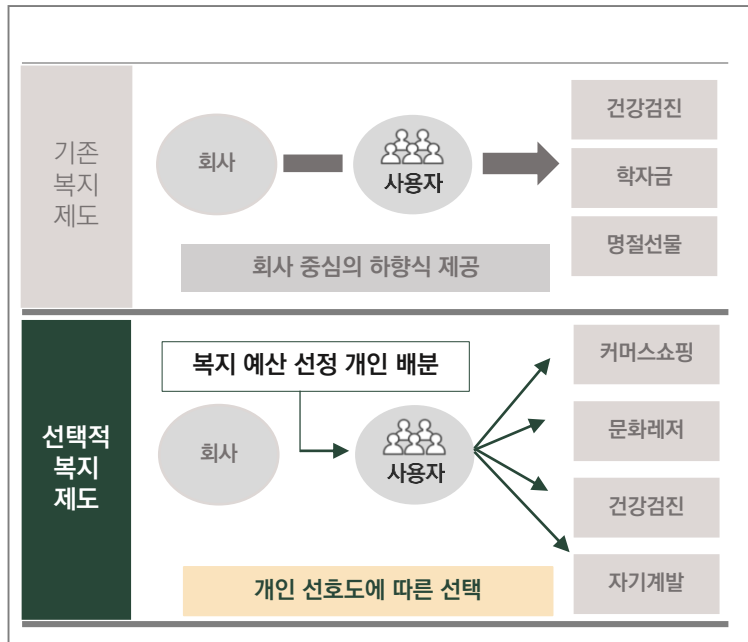 기존
복지
제도
회사
사용자
건강검진
학자금
명절선물
회사 중심의 하향식 제공
선택적
복지
제도
복지 예산 선정 개인 배분
회사
사용자
커머스쇼핑
문화레저
건강검진
자기계발
개인 선호도에 따른 선택